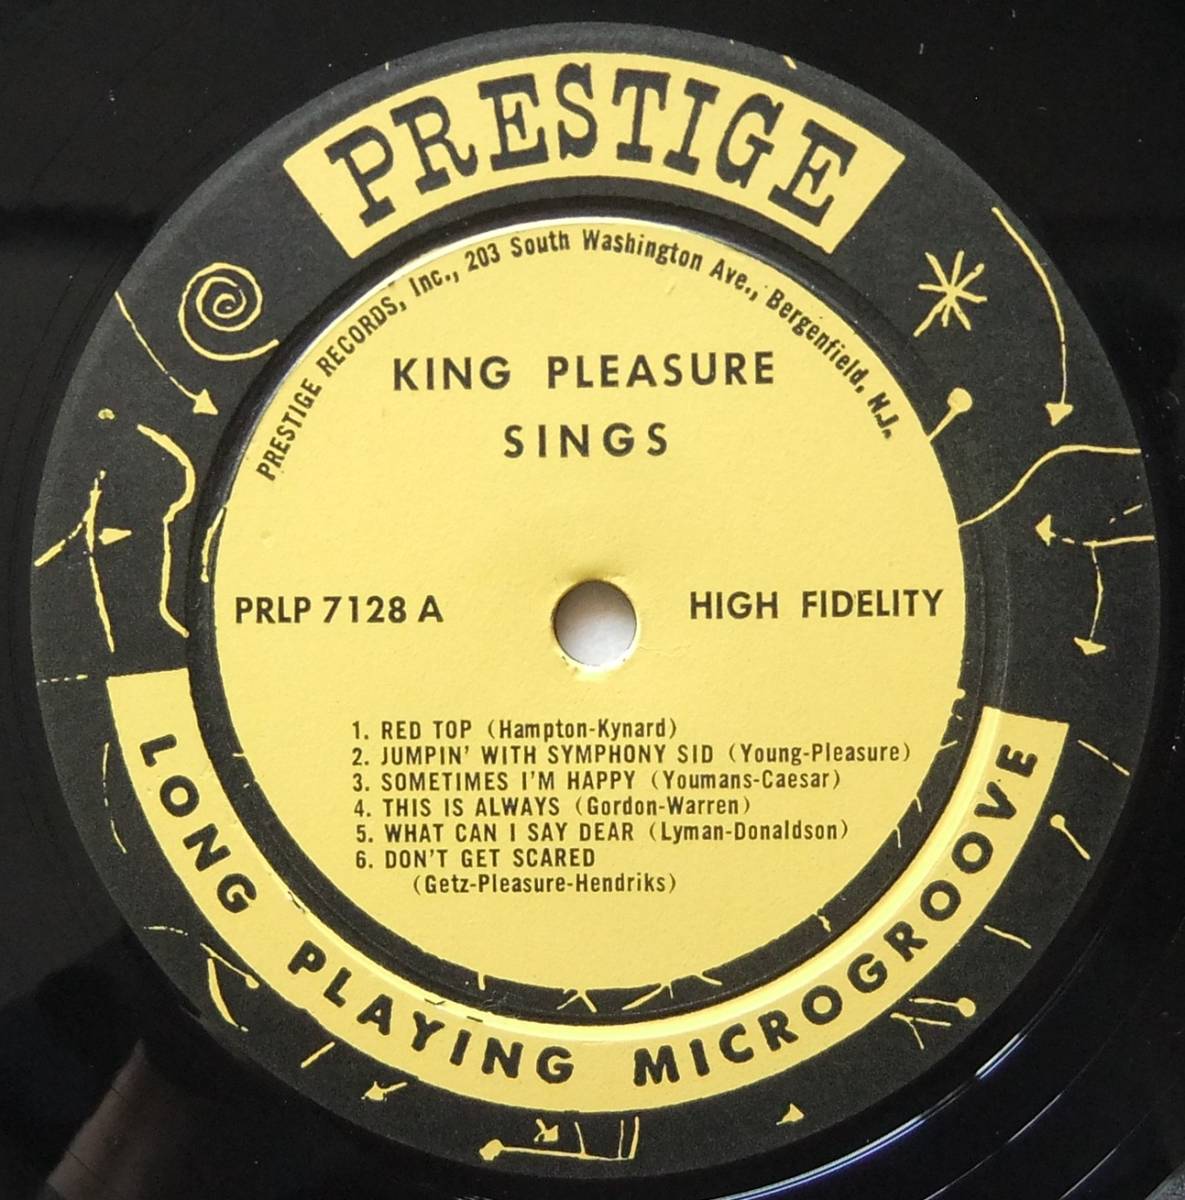 PRESTIGE
PRESTIGE RECORDS, Inc., 203 South Washington Ave., Bergenfield, N.J.
KING PLEASURE
SINGS
PRLP 7128 A
HIGH FIDELITY
1. RED TOP (Hampton-Kynard)
2. JUMPIN' WITH SYMPHONY SID (Young-Pleasure)
3. SOMETIMES I'M HAPPY (Youmans-Caesar)
4. THIS IS ALWAYS (Gordon-Warren)
5. WHAT CAN I SAY DEAR (Lyman-Donaldson)
6. DON'T GET SCARED
(Getz-Pleasure-Hendriks)
LONG PLAYING MICROGROOVE